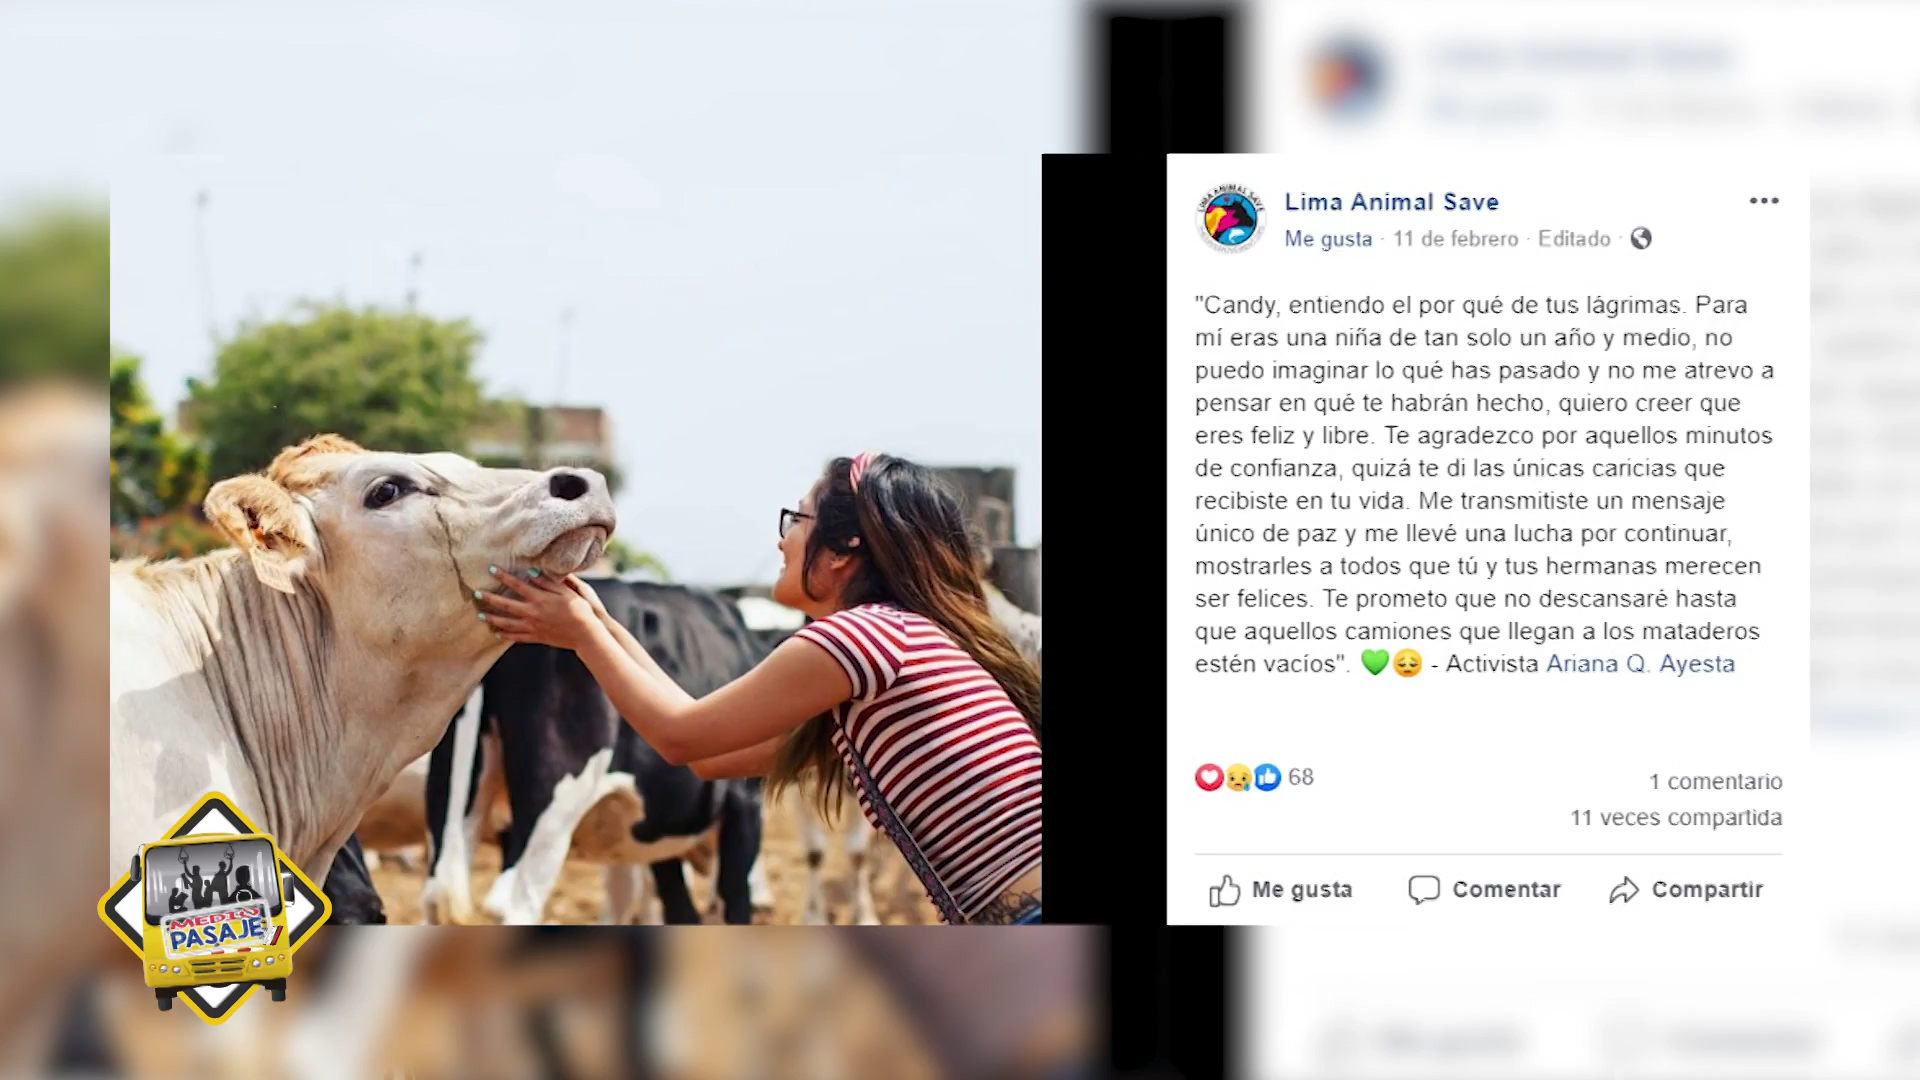 Lima Animal Save
Me gusta · 11 de febrero · Editado ·
"Candy, entiendo el por qué de tus lágrimas. Para
mí eras una niña de tan solo un año y medio, no
puedo imaginar lo qué has pasado y no me atrevo a
pensar en qué te habrán hecho, quiero creer que
eres feliz y libre. Te agradezco por aquellos minutos
de confianza, quizá te di las únicas caricias que
recibiste en tu vida. Me transmitiste un mensaje
único de paz y me llevé una lucha por continuar,
mostrarles a todos que tú y tus hermanas merecen
ser felices. Te prometo que no descansaré hasta
que aquellos camiones que llegan a los mataderos
estén vacíos". 💚😔 - Activista Ariana Q. Ayesta
68
1 comentario
11 veces compartida
Me gusta Comentar Compartir
MEDIO
PASAJE